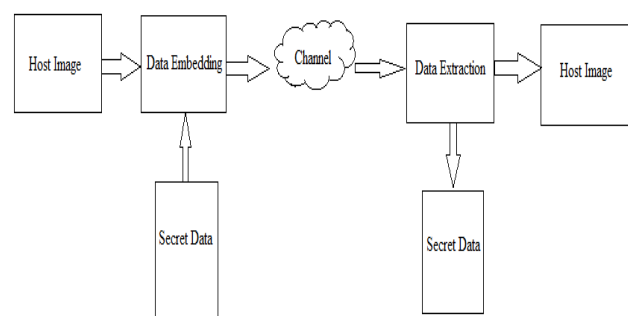 Host Image
Data Embedding
Channel
Data Extraction
Host Image
Secret Data
Secret Data